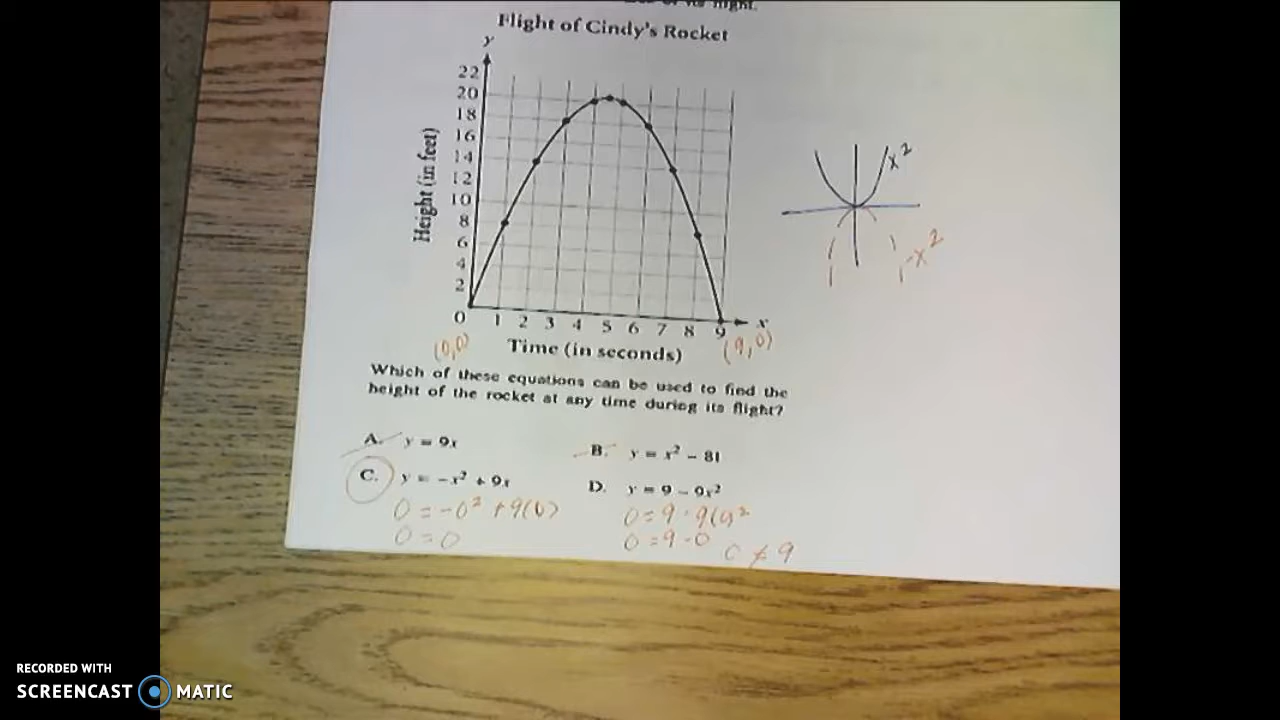 its flight.
Flight of Cindy's Rocket
y
22
20
18
16
14
12
10
8
6
4
2
0 1 2 3 4 5 6 7 8 9 x
Height (in feet)
Time (in seconds)
(0,0)
(9,0)
x²
-x²
Which of these equations can be used to find the
height of the rocket at any time during its flight?
A. y = 9x
B. y = x² - 81
C. y = -x² + 9x
D. y = 9 - 9x²
0 = -0² + 9(0)
0 = 0
0 = 9 - 9(0)²
0 = 9 - 0 0 ≠ 9
RECORDED WITH
SCREENCAST MATIC